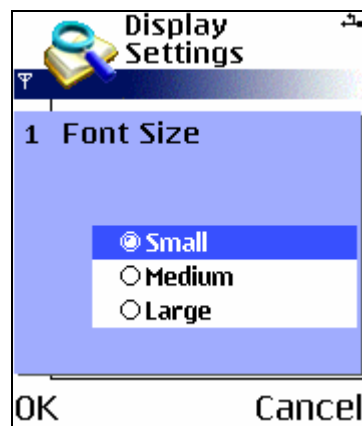 Display
Settings
1 Font Size
Small
Medium
Large
OK Cancel